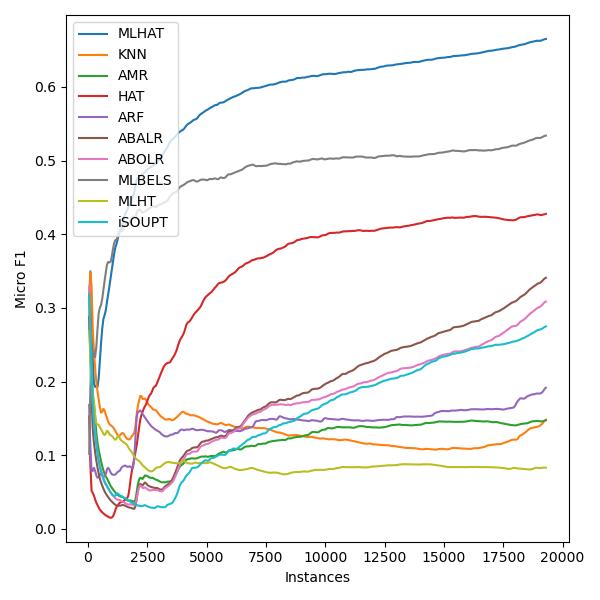 MLHAT
KNN
AMR
HAT
ARF
ABALR
ABOLR
MLBELS
MLHT
iSOUPT
0.6
0.5
0.4
0.3
0.2
0.1
0.0
Micro F1
0 2500 5000 7500 10000 12500 15000 17500 20000
Instances